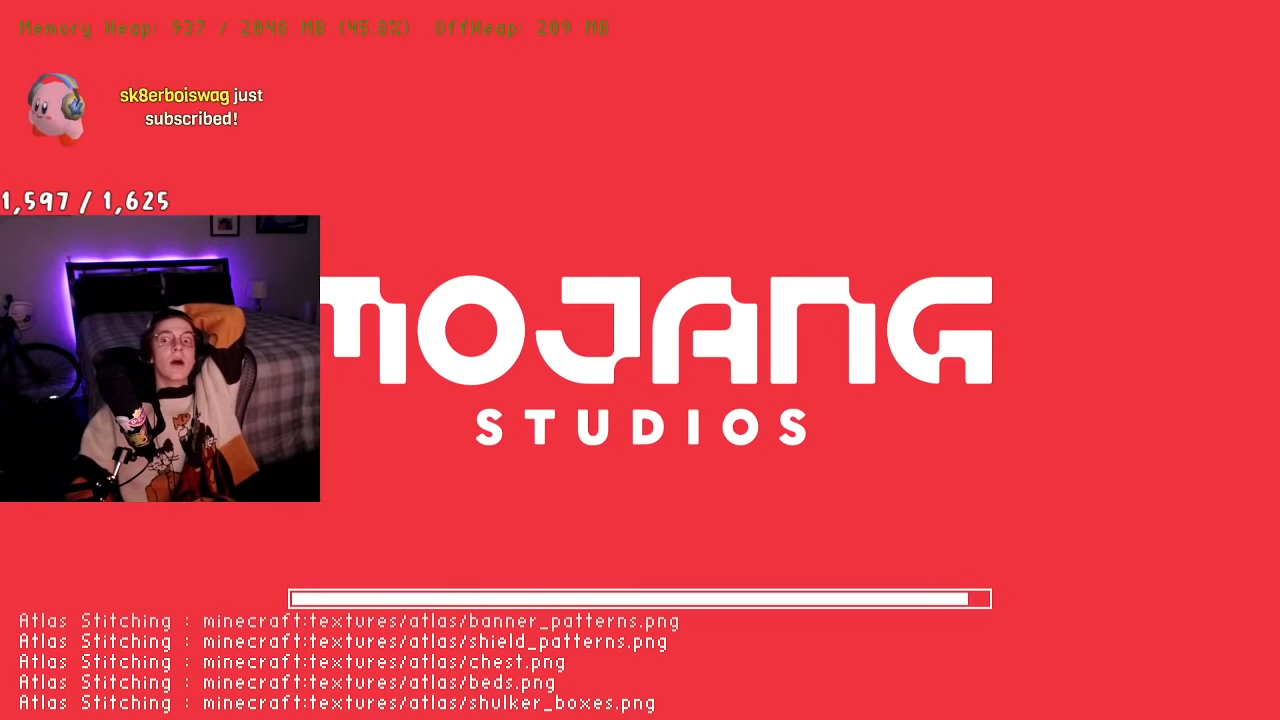 Memory Heap: 937 / 2048 MB (45.8%)  OffHeap: 209 MB
sk8erboiswag just
subscribed!
1,597 / 1,625
MOJANG
STUDIOS
Atlas Stitching : minecraft:textures/atlas/banner_patterns.png
Atlas Stitching : minecraft:textures/atlas/shield_patterns.png
Atlas Stitching : minecraft:textures/atlas/chest.png
Atlas Stitching : minecraft:textures/atlas/beds.png
Atlas Stitching : minecraft:textures/atlas/shulker_boxes.png